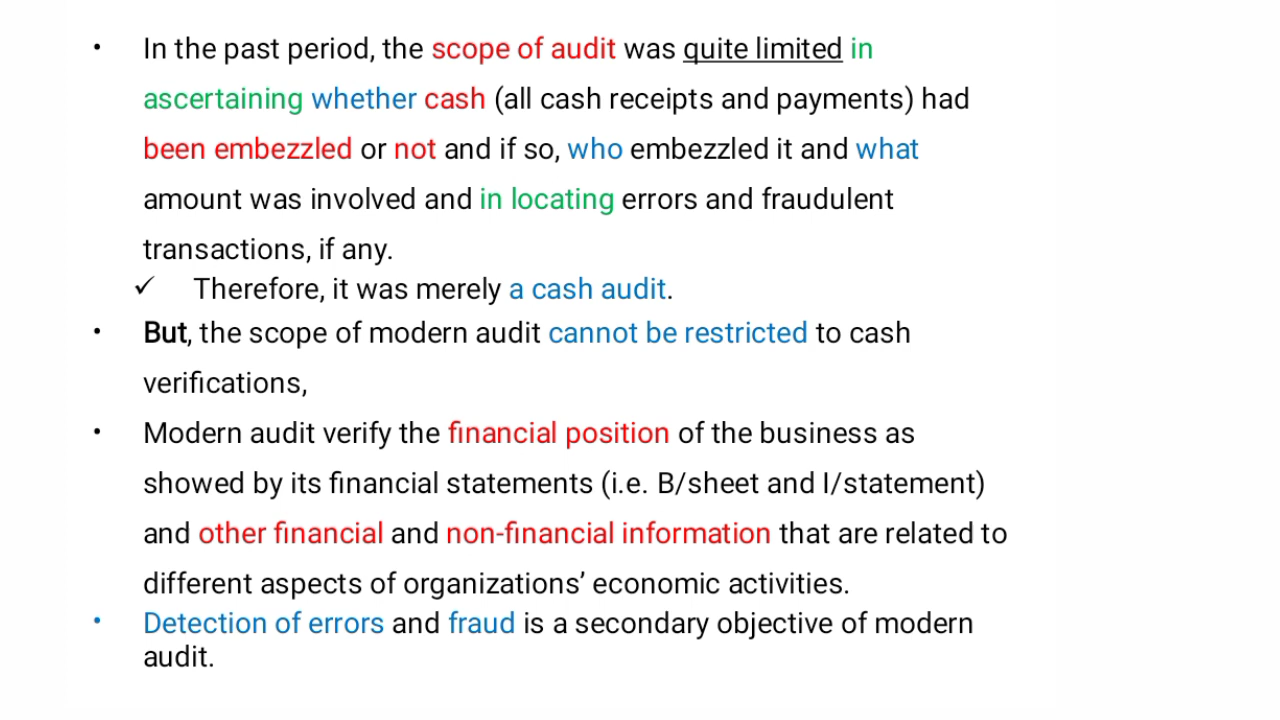 • In the past period, the scope of audit was quite limited in
ascertaining whether cash (all cash receipts and payments) had
been embezzled or not and if so, who embezzled it and what
amount was involved and in locating errors and fraudulent
transactions, if any.
✓ Therefore, it was merely a cash audit.
• But, the scope of modern audit cannot be restricted to cash
verifications,
• Modern audit verify the financial position of the business as
showed by its financial statements (i.e. B/sheet and I/statement)
and other financial and non-financial information that are related to
different aspects of organizations’ economic activities.
• Detection of errors and fraud is a secondary objective of modern
audit.